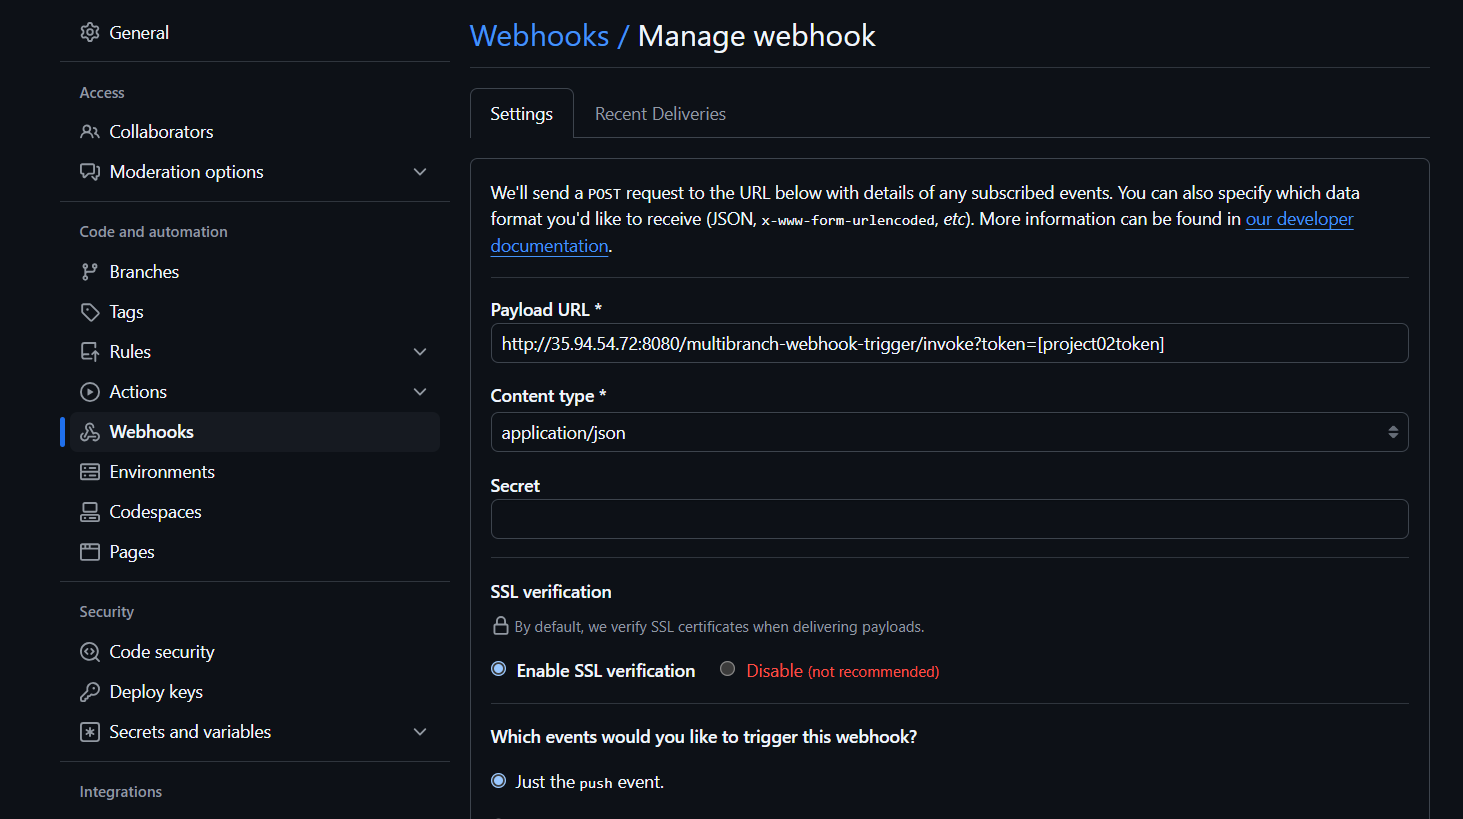 General
Access
Collaborators
Moderation options
Code and automation
Branches
Tags
Rules
Actions
Webhooks
Environments
Codespaces
Pages
Security
Code security
Deploy keys
Secrets and variables
Integrations
Webhooks / Manage webhook
Settings
Recent Deliveries
We'll send a POST request to the URL below with details of any subscribed events. You can also specify which data
format you'd like to receive (JSON, x-www-form-urlencoded, etc). More information can be found in our developer
documentation.
Payload URL *
http://35.94.54.72:8080/multibranch-webhook-trigger/invoke?token=[project02token]
Content type *
application/json
Secret
SSL verification
By default, we verify SSL certificates when delivering payloads.
Enable SSL verification
Disable (not recommended)
Which events would you like to trigger this webhook?
Just the push event.